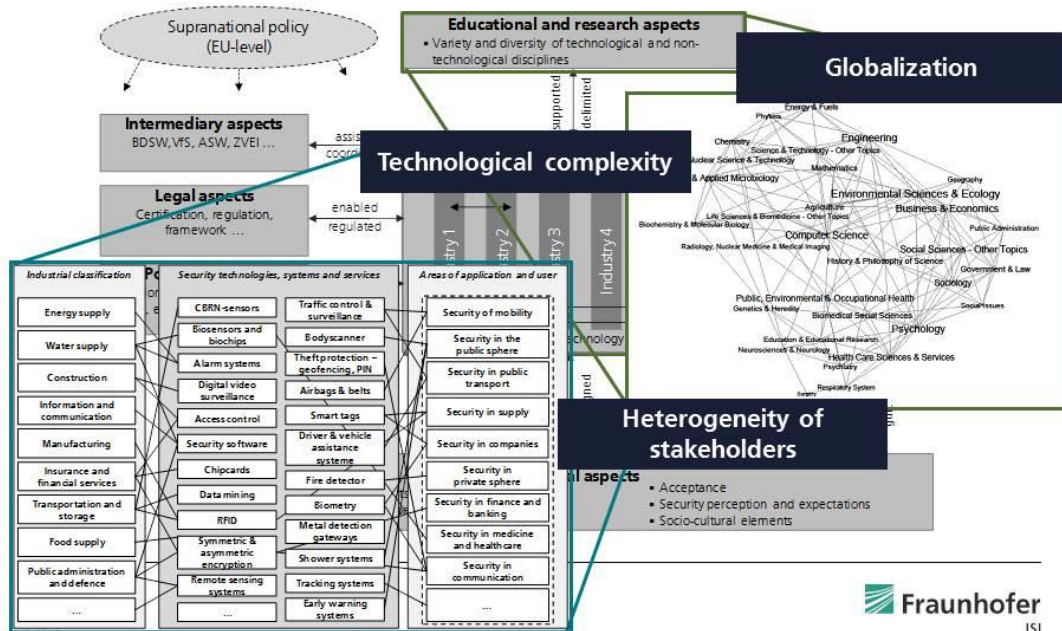 Supranational policy
(EU-level)
Educational and research aspects
▪ Variety and diversity of technological and non-
technological disciplines
Globalization
Intermediary aspects
BDSW, VfS, ASW, ZVEI ...
supported
delimited
Technological complexity
Legal aspects
Certification, regulation,
framework ...
enabled
regulated
Industry 4
Energy & Fuels
Physics
Chemistry
Engineering
Science & Technology - Other Topics
Nuclear Science & Technology
Mathematics
& Applied Microbiology
Geography
Environmental Sciences & Ecology
Agriculture
Business & Economics
Life Sciences & Biomedicine - Other Topics
Biochemistry & Molecular Biology
Public Administration
Computer Science
Radiology, Nuclear Medicine & Medical Imaging
Social Sciences - Other Topics
History & Philosophy of Science
Government & Law
Sociology
Public, Environmental & Occupational Health
Social Issues
Genetics & Heredity
Biomedical Social Sciences
Psychology
Education & Educational Research
Neurosciences & Neurology
Health Care Sciences & Services
Psychiatry
Respiratory System
Surgery
Industrial classification
Energy supply
Water supply
Construction
Information and
communication
Manufacturing
Insurance and
financial services
Transportation and
storage
Food supply
Public administration
and defence
...
Security technologies, systems and services
CBRN-sensors
Biosensors and
biochips
Alarm systems
Digital video
surveillance
Access control
Security software
Chipcards
Data mining
RFID
Symmetric &
asymmetric
encryption
Remote sensing
systems
...
Traffic control &
surveillance
Bodyscanner
Theft protection –
geofencing, PIN
Airbags & belts
Smart tags
Driver & vehicle
assistance
systeme
Fire detector
Biometry
Metal detection
gateways
Shower systems
Tracking systems
Early warning
systems
Areas of application and user
Security of mobility
Security in the
public sphere
Security in public
transport
Security in supply
Security in companies
Security in
private sphere
Security in finance and
banking
Security in medicine
and healthcare
Security in
communication
...
Heterogeneity of
stakeholders
aspects
▪ Acceptance
▪ Security perception and expectations
▪ Socio-cultural elements
Fraunhofer
ISI